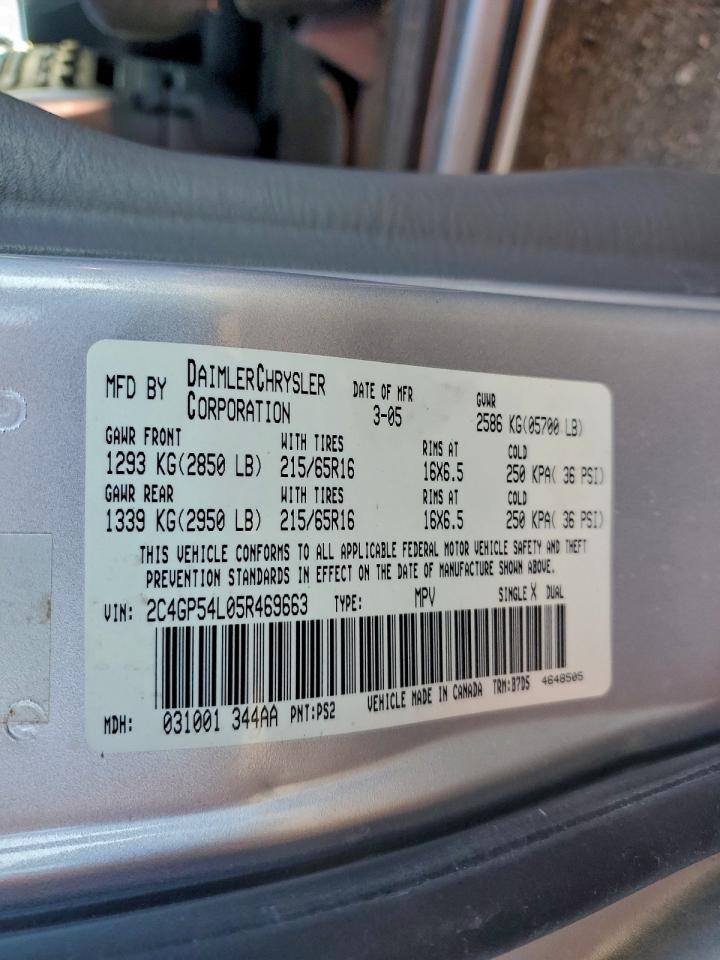 MFD BY DAIMLERCHRYSLER CORPORATION DATE OF MFR 3-05 GVWR 2586 KG(05700 LB)
GAWR FRONT WITH TIRES RIMS AT COLD
1293 KG(2850 LB) 215/65R16 16X6.5 250 KPA( 36 PSI)
GAWR REAR WITH TIRES RIMS AT COLD
1339 KG(2950 LB) 215/65R16 16X6.5 250 KPA( 36 PSI)
THIS VEHICLE CONFORMS TO ALL APPLICABLE FEDERAL MOTOR VEHICLE SAFETY AND THEFT
PREVENTION STANDARDS IN EFFECT ON THE DATE OF MANUFACTURE SHOWN ABOVE.
VIN: 2C4GP54L05R469663 TYPE: MPV SINGLE X DUAL
MDH: 031001 344AA PNT:PS2 VEHICLE MADE IN CANADA TRM:B7D5 4648505